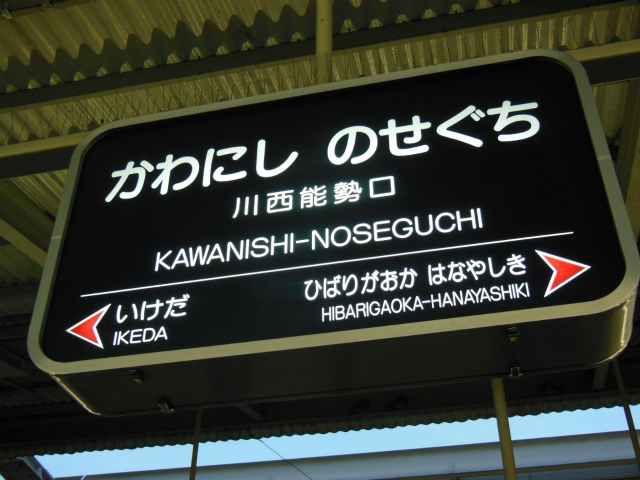 かわにし のせぐち
川西能勢口
KAWANISHI-NOSEGUCHI
いけだ
IKEDA
ひばりがおか はなやしき
HIBARIGAOKA-HANAYASHIKI